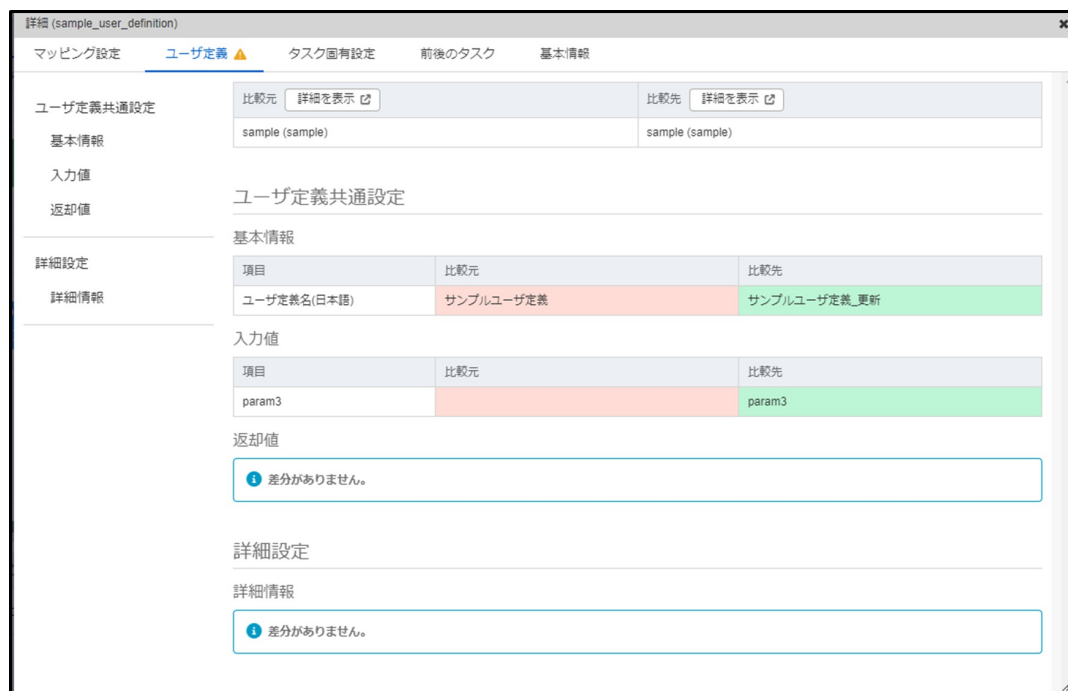 詳細 (sample_user_definition)
マッピング設定 ユーザ定義 タスク固有設定 前後のタスク 基本情報
ユーザ定義共通設定
基本情報
入力値
返却値
詳細設定
詳細情報
比較元 詳細を表示 比較先 詳細を表示
sample (sample) sample (sample)
ユーザ定義共通設定
基本情報
項目 比較元 比較先
ユーザ定義名(日本語) サンプルユーザ定義 サンプルユーザ定義_更新
入力値
項目 比較元 比較先
param3 param3
返却値
差分がありません。
詳細設定
詳細情報
差分がありません。